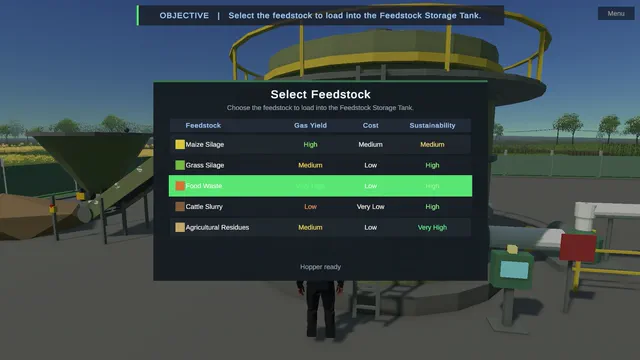 OBJECTIVE | Select the feedstock to load into the Feedstock Storage Tank.
Menu
Select Feedstock
Choose the feedstock to load into the Feedstock Storage Tank.
Feedstock Gas Yield Cost Sustainability
Maize Silage High Medium Medium
Grass Silage Medium Low High
Food Waste Low High
Cattle Slurry Low Very Low High
Agricultural Residues Medium Low Very High
Hopper ready